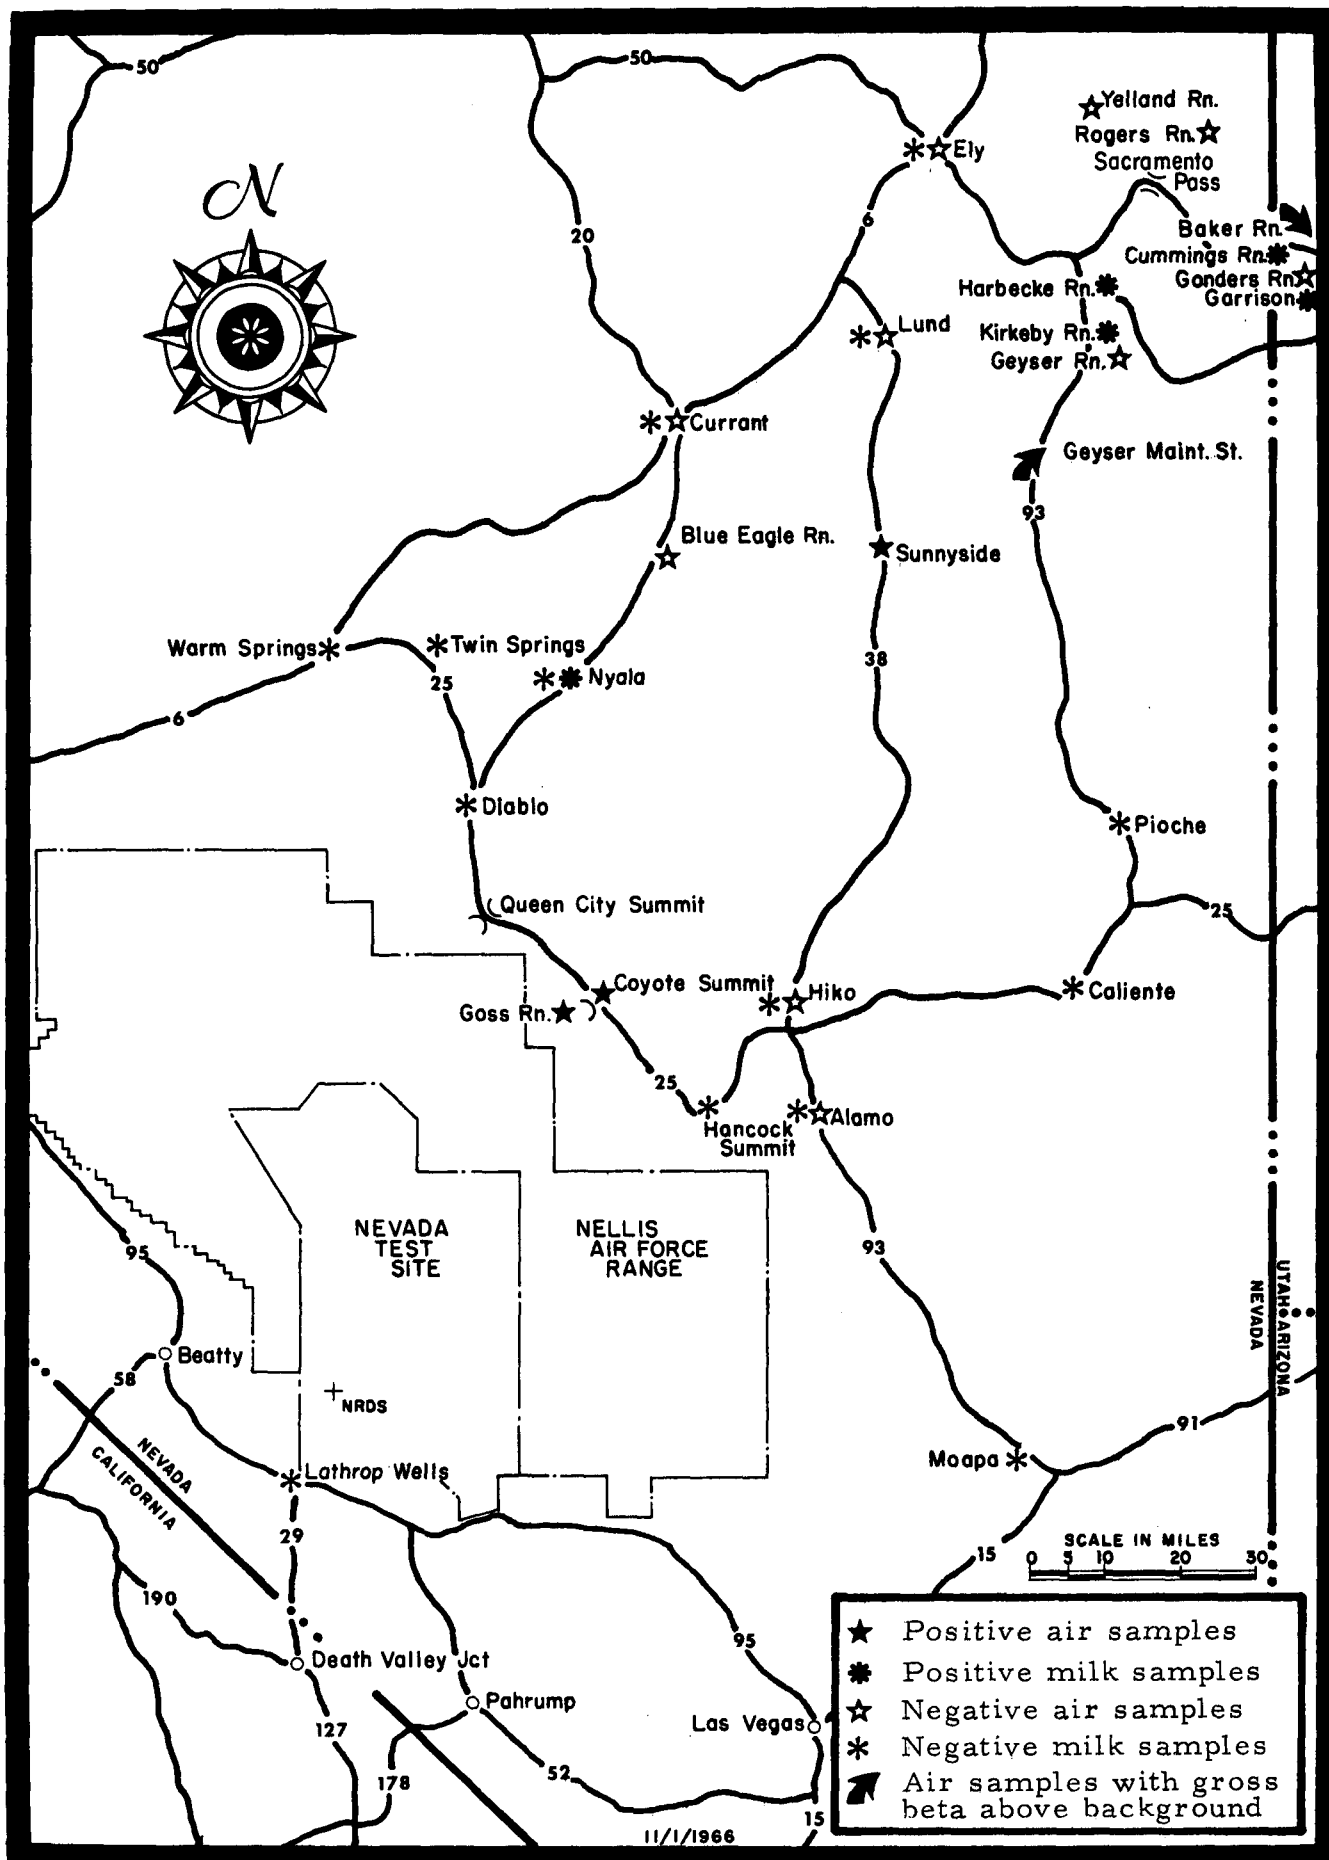 50
50
Yelland Rn.
Rogers Rn.
Ely
Sacramento
Pass
N
6
20
Baker Rn.
Cummings Rn.
Gonders Rn.
Harbecke Rn.
Garrison
Lund
Kirkeby Rn.
Geyser Rn.
Currant
Geyser Maint. St.
93
Blue Eagle Rn.
Sunnyside
Warm Springs
Twin Springs
38
Nyala
25
6
Diablo
Pioche
Queen City Summit
25
Coyote Summit
Hiko
Caliente
Goss Rn.
25
Hancock
Summit
Alamo
NEVADA
TEST
SITE
NELLIS
AIR FORCE
RANGE
93
95
UTAH
ARIZONA
NEVADA
Beatty
58
NRDS
91
NEVADA
CALIFORNIA
Moapa
Lathrop Wells
29
SCALE IN MILES
0 5 10 20 30
15
190
95
Death Valley Jct
Pahrump
Las Vegas
127
178
52
15
11/1/1966
Positive air samples
Positive milk samples
Negative air samples
Negative milk samples
Air samples with gross
beta above background